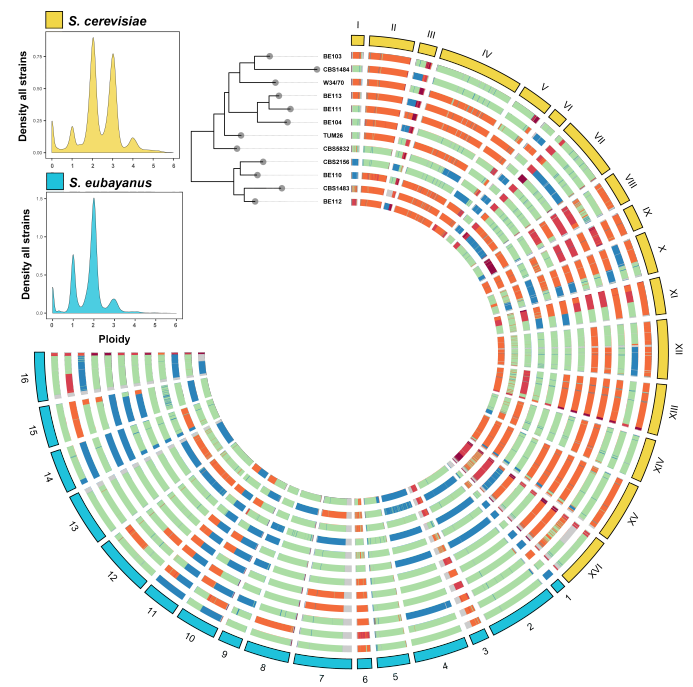 S. cerevisiae
Density all strains
0.75
0.50
0.25
0.00
0 1 2 3 4 5 6
S. eubayanus
Density all strains
1.5
1.0
0.5
0.0
0 1 2 3 4 5 6
Ploidy
BE103
CBS1484
W34/70
BE113
BE111
BE104
TUM26
CBS5832
CBS2156
BE110
CBS1483
BE112
I
II
III
IV
V
VI
VII
VIII
IX
X
XI
XII
XIII
XIV
XV
XVI
1
2
3
4
5
6
7
8
9
10
11
12
13
14
15
16